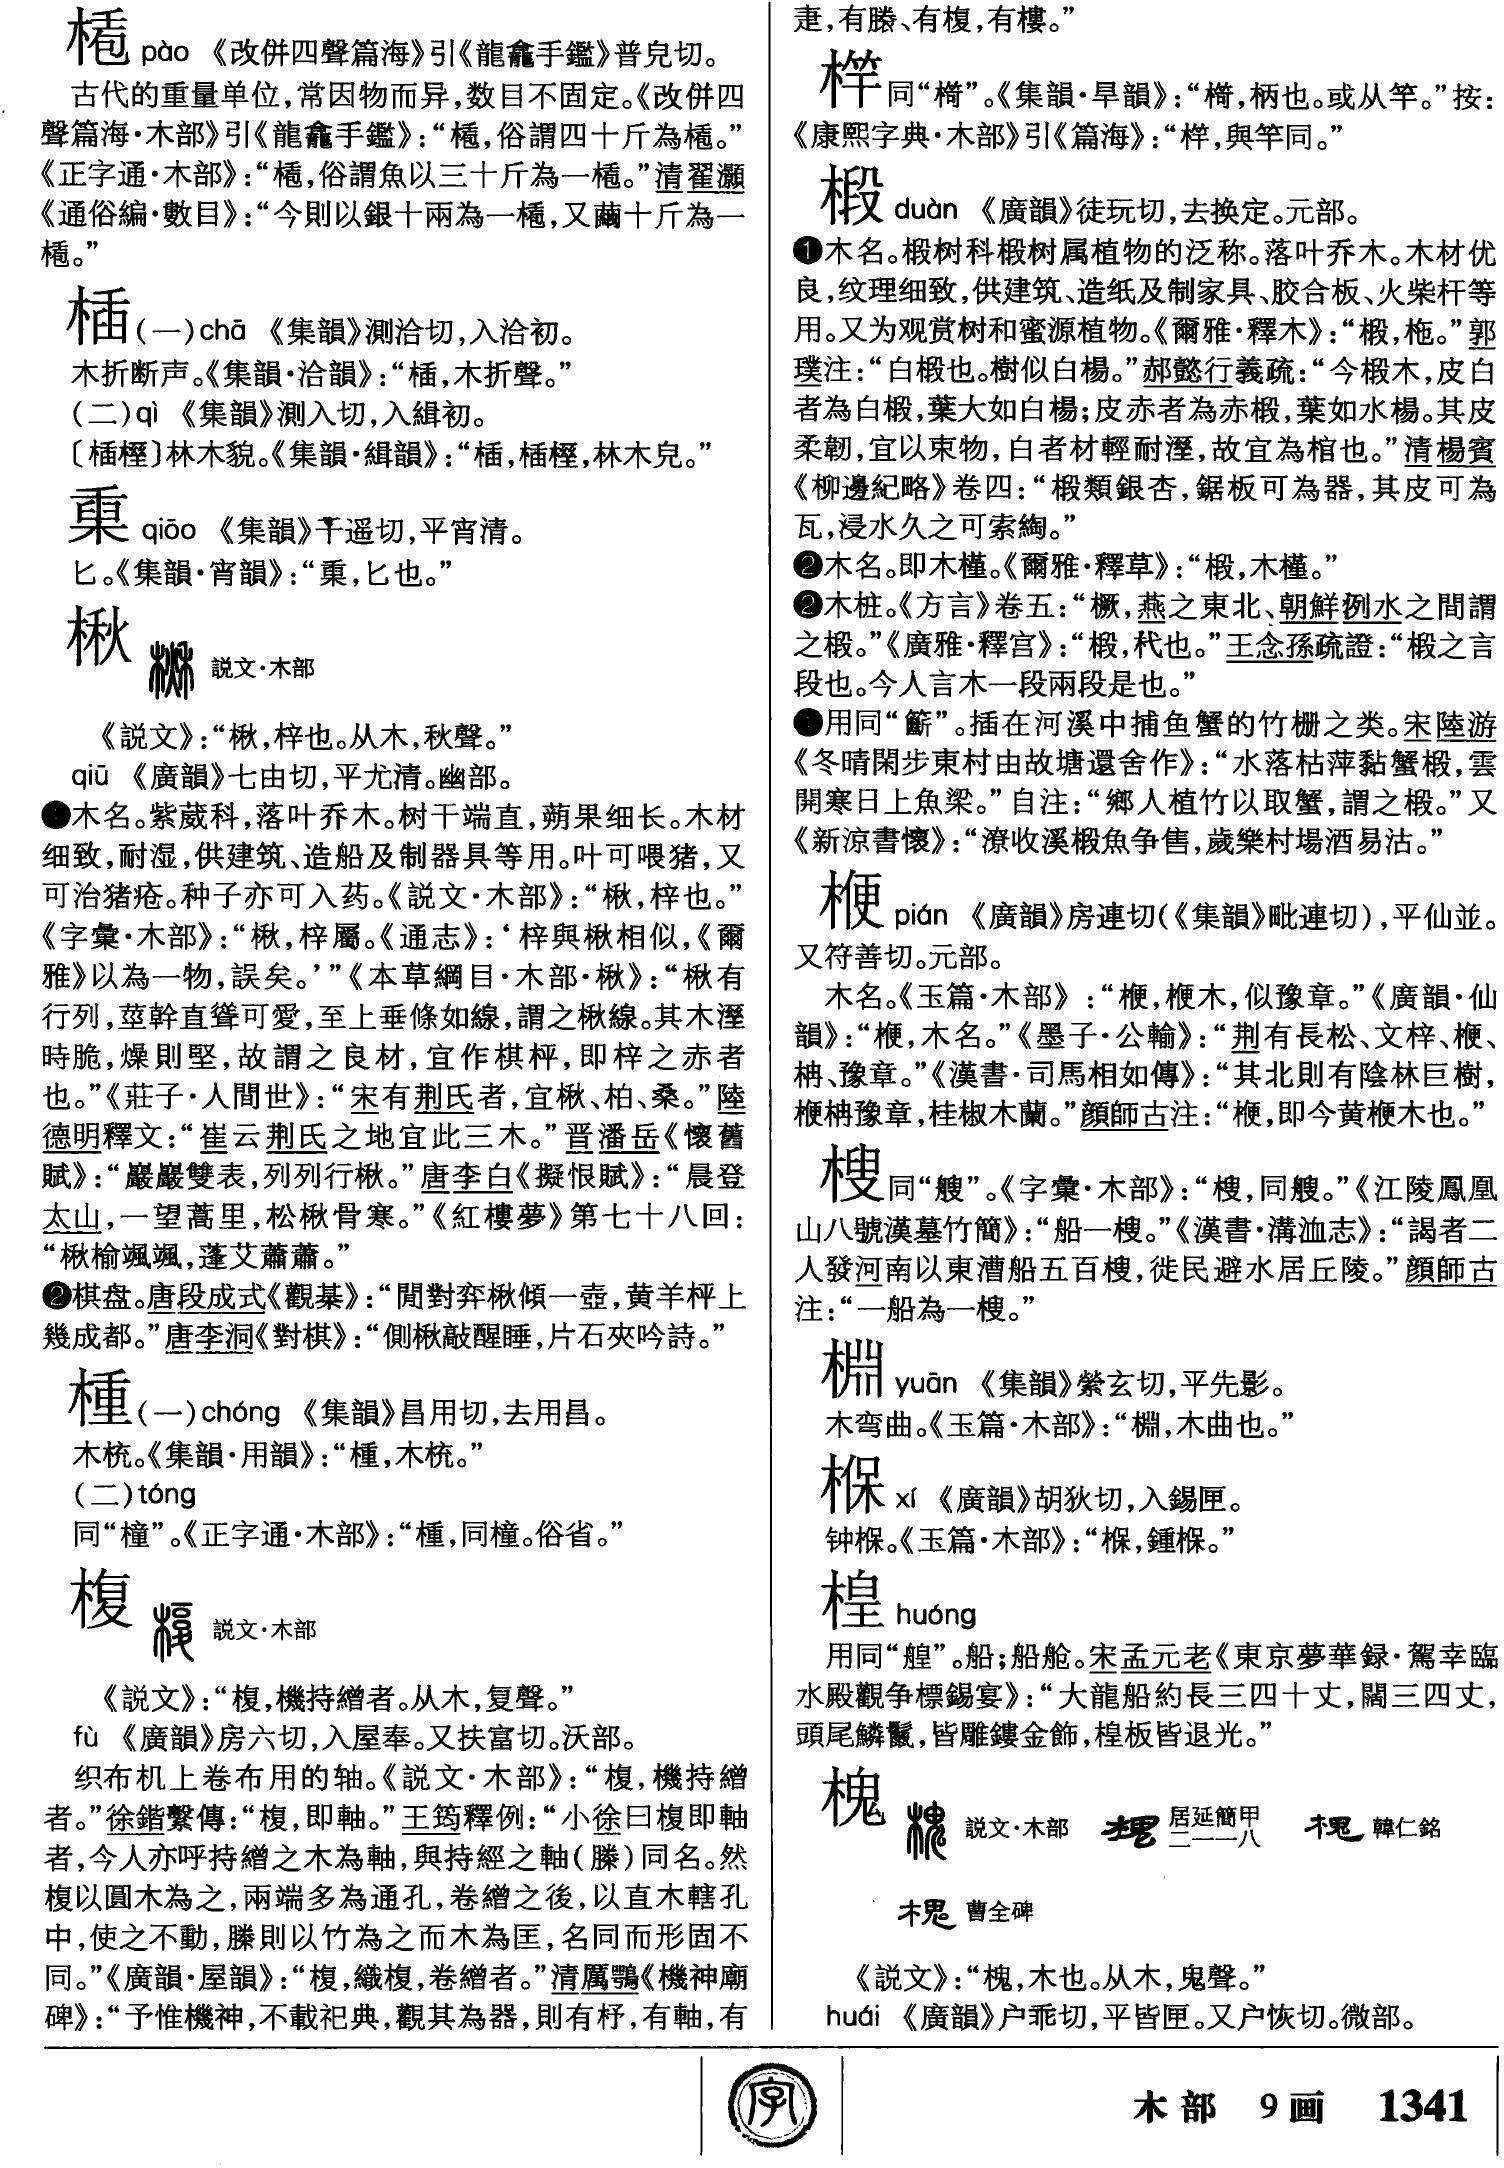 𣖺 pào 《改併四聲篇海》引《龍龕手鑑》普皃切。
古代的重量单位，常因物而异，数目不固定。《改併四
聲篇海·木部》引《龍龕手鑑》：“𣖺，俗謂四十斤為𣖺。”
《正字通·木部》：“𣖺，俗謂魚以三十斤為一𣖺。”清翟灝
《通俗編·數目》：“今則以銀十兩為一𣖺，又繭十斤為一
𣖺。”
插(一)chā 《集韻》測洽切，入洽初。
木折断声。《集韻·洽韻》：“，木折聲。”
(二)qì 《集韻》測入切，入緝初。
〔桱〕林木貌。《集韻·緝韻》：“，，林木皃。”
qiāo 《集韻》千遥切，平宵清。
匕。《集韻·宵韻》：“，匕也。”
楸 説文·木部
《説文》：“楸，梓也。从木，秋聲。”
qiū 《廣韻》七由切，平尤清。幽部。
❶木名。紫葳科，落叶乔木。树干端直，蒴果细长。木材
细致，耐湿，供建筑、造船及制器具等用。叶可喂猪，又
可治猪疮。种子亦可入药。《説文·木部》：“楸，梓也。”
《字彙·木部》：“楸，梓屬。《通志》：‘梓與楸相似，《爾
雅》以為一物，誤矣。’”《本草綱目·木部·楸》：“楸有
行列，莖幹直聳可愛，至上垂條如線，謂之楸線。其木溼
時脆，燥則堅，故謂之良材，宜作棋枰，即梓之赤者
也。”《莊子·人間世》：“宋有荆氏者，宜楸、柏、桑。”陸
德明釋文：“崔云荆氏之地宜此三木。”晋潘岳《懷舊
賦》：“巖巖雙表，列列行楸。”唐李白《擬恨賦》：“晨登
太山，一望蒿里，松楸骨寒。”《紅樓夢》第七十八回：
“楸榆颯颯，蓬艾蕭蕭。”
❷棋盘。唐段成式《觀棊》：“閒對弈楸傾一壺，黄羊枰上
幾成都。”唐李洞《對棋》：“側楸敲醒睡，片石夾吟詩。”
㮔(一)chóng 《集韻》昌用切，去用昌。
木梳。《集韻·用韻》：“㮔，木梳。”
(二)tóng
同“橦”。《正字通·木部》：“㮔，同橦。俗省。”
椱 説文·木部
《説文》：“椱，機持繒者。从木，复聲。”
fù 《廣韻》房六切，入屋奉。又扶富切。沃部。
织布机上卷布用的轴。《説文·木部》：“椱，機持繒
者。”徐鍇繫傳：“椱，即軸。”王筠釋例：“小徐曰椱即軸
者，今人亦呼持繒之木為軸，與持經之軸(榺)同名。然
椱以圓木為之，兩端多為通孔，卷繒之後，以直木轄孔
中，使之不動，榺則以竹為之而木為匡，名同而形固不
同。”《廣韻·屋韻》：“椱，織椱，卷繒者。”清厲鶚《機神廟
碑》：“予惟機神，不載祀典，觀其為器，則有杼，有軸，有
疌，有榺、有椱，有樓。”
同“㮛”。《集韻·旱韻》：“，柄也。或从竿。”按：
《康熙字典·木部》引《篇海》：“，與竿同。”
椴 duàn 《廣韻》徒玩切，去换定。元部。
❶木名。椴树科椴树属植物的泛称。落叶乔木。木材优
良，纹理细致，供建筑、造纸及制家具、胶合板、火柴杆等
用。又为观赏树和蜜源植物。《爾雅·釋木》：“椴，柂。”郭
璞注：“白椴也。樹似白楊。”郝懿行義疏：“今椴木，皮白
者為白椴，葉大如白楊；皮赤者為赤椴，葉如水楊。其皮
柔韌，宜以束物，白者材輕耐溼，故宜為棺也。”清楊賓
《柳邊紀略》卷四：“椴類銀杏，鋸板可為器，其皮可為
瓦，浸水久之可索綯。”
❷木名。即木槿。《爾雅·釋草》：“椴，木槿。”
❷木桩。《方言》卷五：“橛，燕之東北、朝鮮洌水之間謂
之椴。”《廣雅·釋宫》：“椴，杙也。”王念孫疏證：“椴之言
段也。今人言木一段兩段是也。”
用同“籪”。插在河溪中捕鱼蟹的竹栅之类。宋陸游
《冬晴閑步東村由故塘還舍作》：“水落枯萍黏蟹椴，雲
開寒日上魚梁。”自注：“鄉人植竹以取蟹，謂之椴。”又
《新涼書懷》：“潦收溪椴魚争售，歲樂村場酒易沽。”
楩 pián 《廣韻》房連切(《集韻》毗連切)，平仙並。
又符善切。元部。
木名。《玉篇·木部》：“楩，楩木，似豫章。”《廣韻·仙
韻》：“楩，木名。”《墨子·公輸》：“荆有長松、文梓、楩、
枏、豫章。”《漢書·司馬相如傳》：“其北則有陰林巨樹，
楩枏豫章，桂椒木蘭。”顔師古注：“楩，即今黄楩木也。”
㮴同“艘”。《字彙·木部》：“㮴，同艘。”《江陵鳳凰
山八號漢墓竹簡》：“船一㮴。”《漢書·溝洫志》：“謁者二
人發河南以東漕船五百㮴，徙民避水居丘陵。”顔師古
注：“一船為一㮴。”
棩 yuān 《集韻》縈玄切，平先影。
木弯曲。《玉篇·木部》：“棩，木曲也。”
xí 《廣韻》胡狄切，入錫匣。
钟。《玉篇·木部》：“，鍾。”
楻 huáng
用同“艎”。船；船舱。宋孟元老《東京夢華録·駕幸臨
水殿觀争標錫宴》：“大龍船約長三四十丈，闊三四丈，
頭尾鱗鬣，皆雕鏤金飾，楻板皆退光。”
槐 説文·木部 居延簡甲二一一八 韓仁銘
曹全碑
《説文》：“槐，木也。从木，鬼聲。”
huái 《廣韻》户乖切，平皆匣。又户恢切。微部。
字 木部 9画 1341